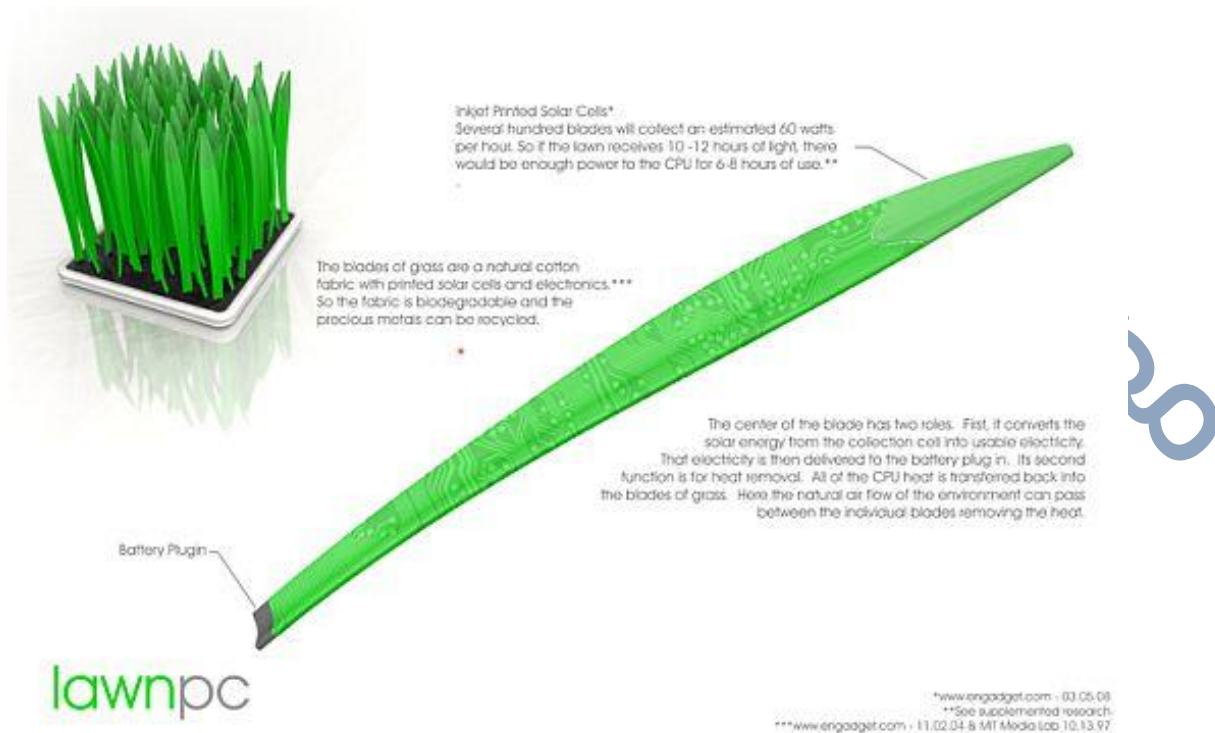 Inkjet Printed Solar Cells*
Several hundred blades will collect an estimated 60 watts
per hour. So if the lawn receives 10 -12 hours of light, there
would be enough power to the CPU for 6-8 hours of use.**
The blades of grass are a natural cotton
fabric with printed solar cells and electronics.***
So the fabric is biodegradable and the
precious metals can be recycled.
The center of the blade has two roles. First, it converts the
solar energy from the collection cell into usable electricity.
That electricity is then delivered to the battery plug in. Its second
function is for heat removal. All of the CPU heat is transferred back into
the blades of grass. Here the natural air flow of the environment can pass
between the individual blades removing the heat.
Battery Plugin
lawnpc
*www.engadget.com - 03.05.08
**See supplemented research
***www.engadget.com - 11.02.04 & MIT Media Lab 10.13.97